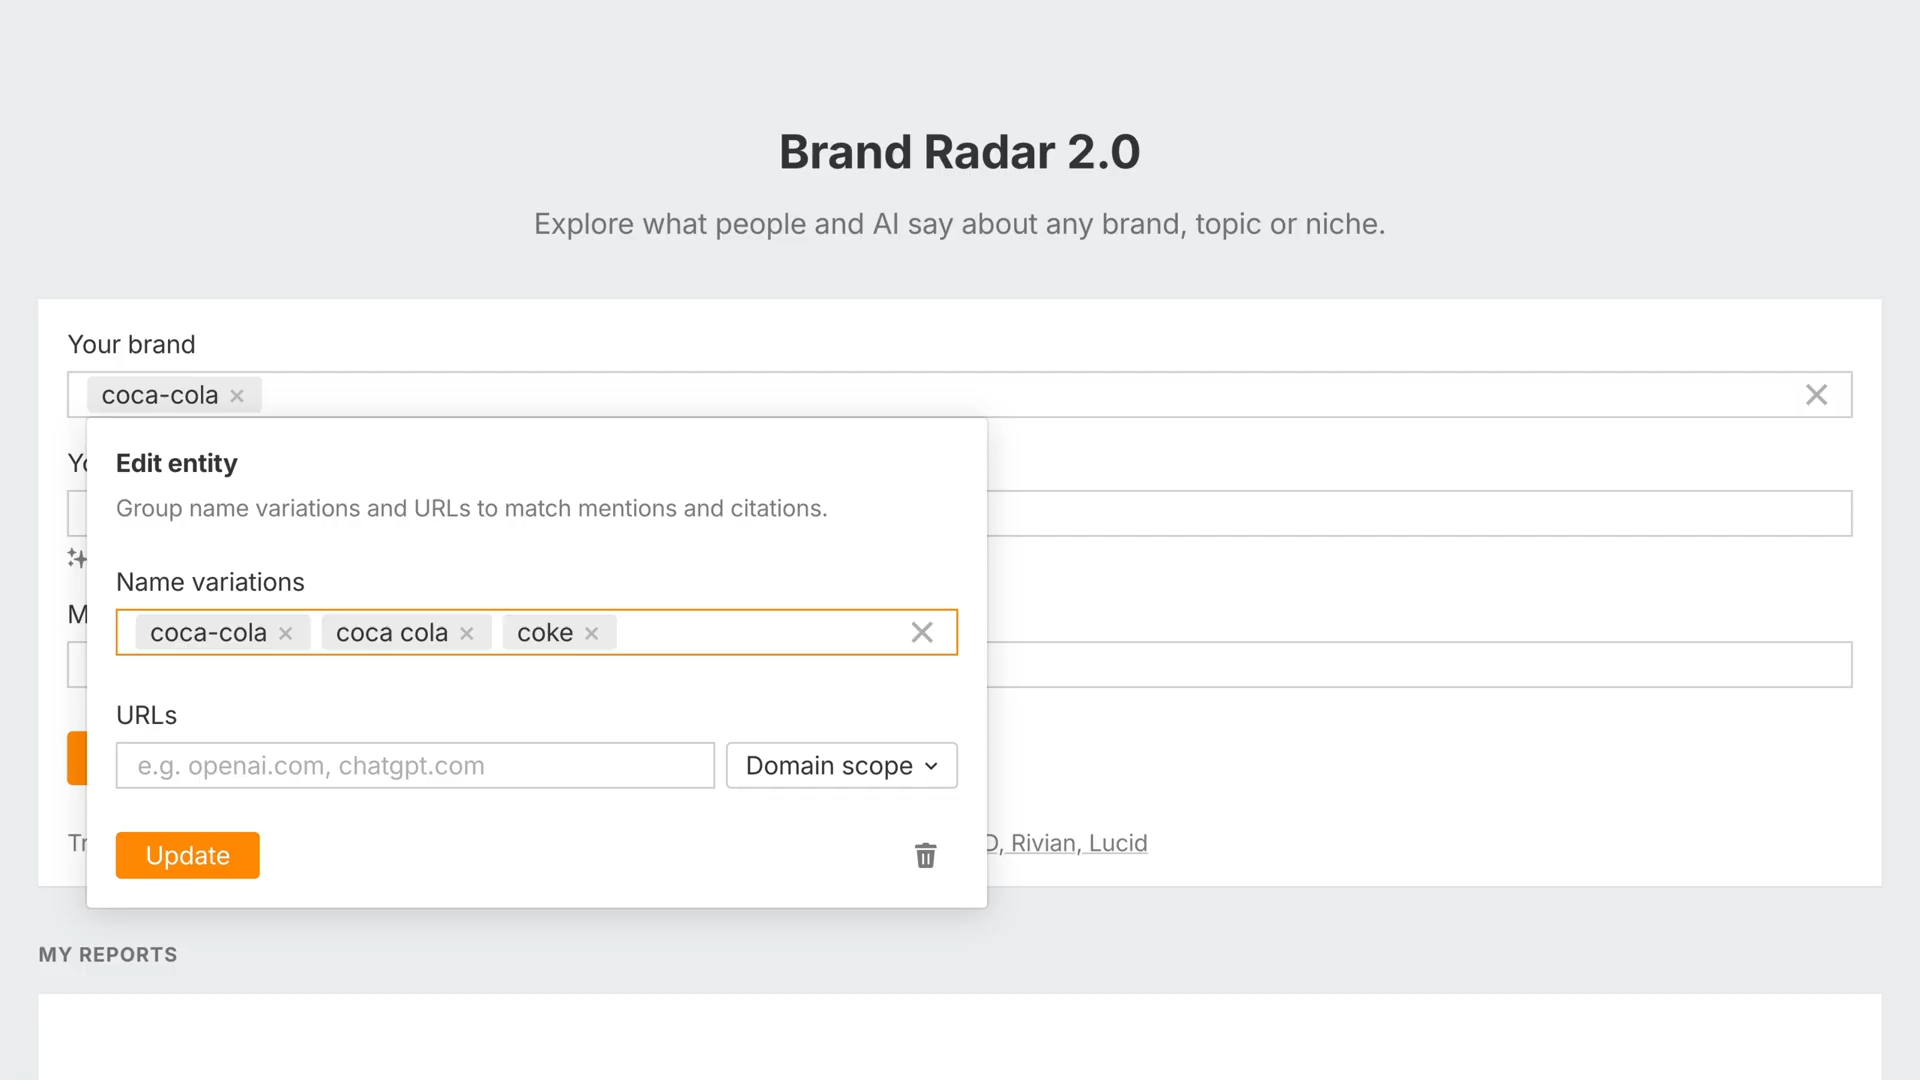 Brand Radar 2.0
Explore what people and AI say about any brand, topic or niche.
Your brand
coca-cola
Edit entity
Group name variations and URLs to match mentions and citations.
Name variations
coca-cola coca cola coke
URLs
e.g. openai.com, chatgpt.com Domain scope
Rivian, Lucid
Update
MY REPORTS